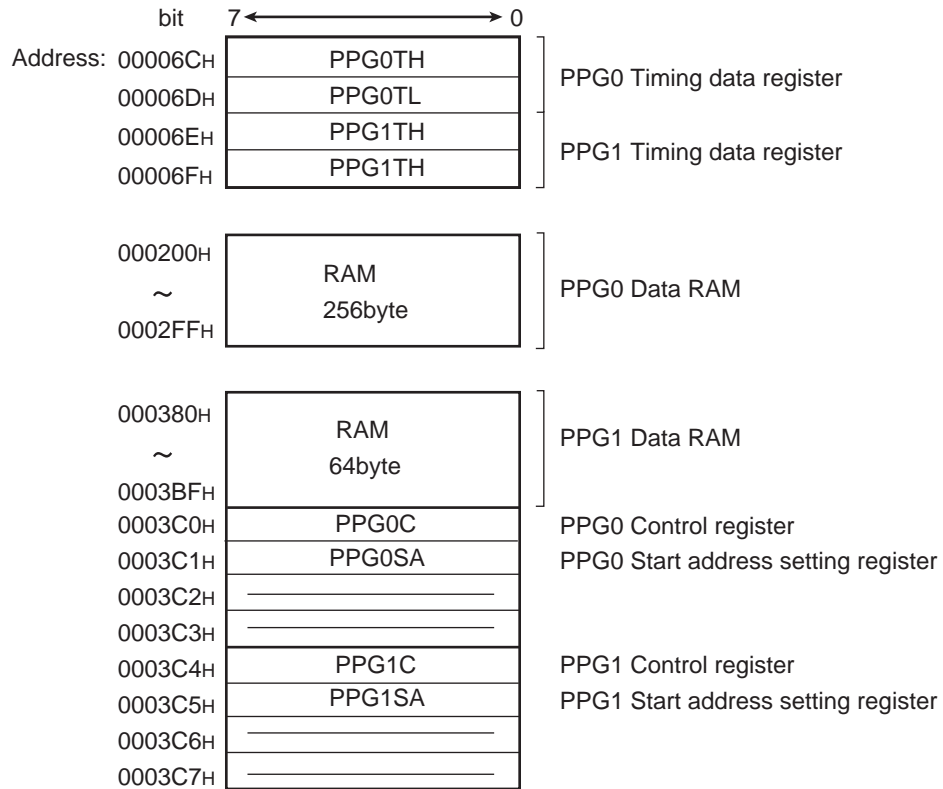 bit 7 0
Address: 00006CH PPG0TH
00006DH PPG0TL PPG0 Timing data register
00006EH PPG1TH
00006FH PPG1TH PPG1 Timing data register
000200H
~
0002FFH
RAM
256byte
PPG0 Data RAM
000380H
~
0003BFH
RAM
64byte
PPG1 Data RAM
0003C0H PPG0C PPG0 Control register
0003C1H PPG0SA PPG0 Start address setting register
0003C2H
0003C3H
0003C4H PPG1C PPG1 Control register
0003C5H PPG1SA PPG1 Start address setting register
0003C6H
0003C7H